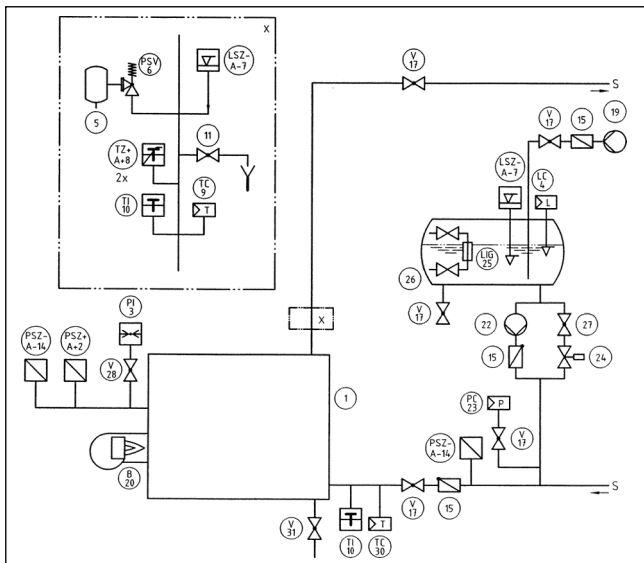 X
PSV
6
LSZ-
A-7
5
TZ+
A+8
2x
11
TI
10
TC
9
T
V
17
S
19
V
17
15
LSZ-
A-7
LC
4
L
LIG
25
26
V
17
22
27
15
24
X
PI
3
PSZ-
A-14
PSZ+
A+2
V
28
1
B
20
PC
23
P
V
17
PSZ-
A-14
S
V
17
15
V
31
TI
10
TC
30
T